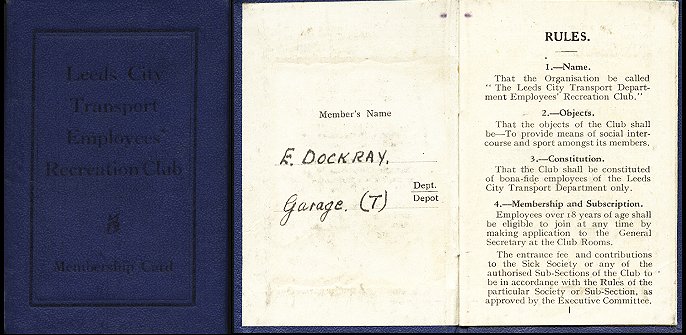 Leeds City
Transport
Employees'
Recreation Club
Membership Card
Member's Name
E. DOCKRAY.
Garage. (T)
Dept.
Depot
RULES.
1.—Name.
That the Organisation be called
"The Leeds City Transport Depart-
ment Employees' Recreation Club."
2.—Objects.
That the objects of the Club shall
be—To provide means of social inter-
course and sport amongst its members.
3.—Constitution.
That the Club shall be constituted
of bona-fide employees of the Leeds
City Transport Department only.
4.—Membership and Subscription.
Employees over 18 years of age shall
be eligible to join at any time by
making application to the General
Secretary at the Club Rooms.
The entrance fee and contributions
to the Sick Society or any of the
authorised Sub-Sections of the Club to
be in accordance with the Rules of the
particular Society or Sub-Section, as
approved by the Executive Committee.
1